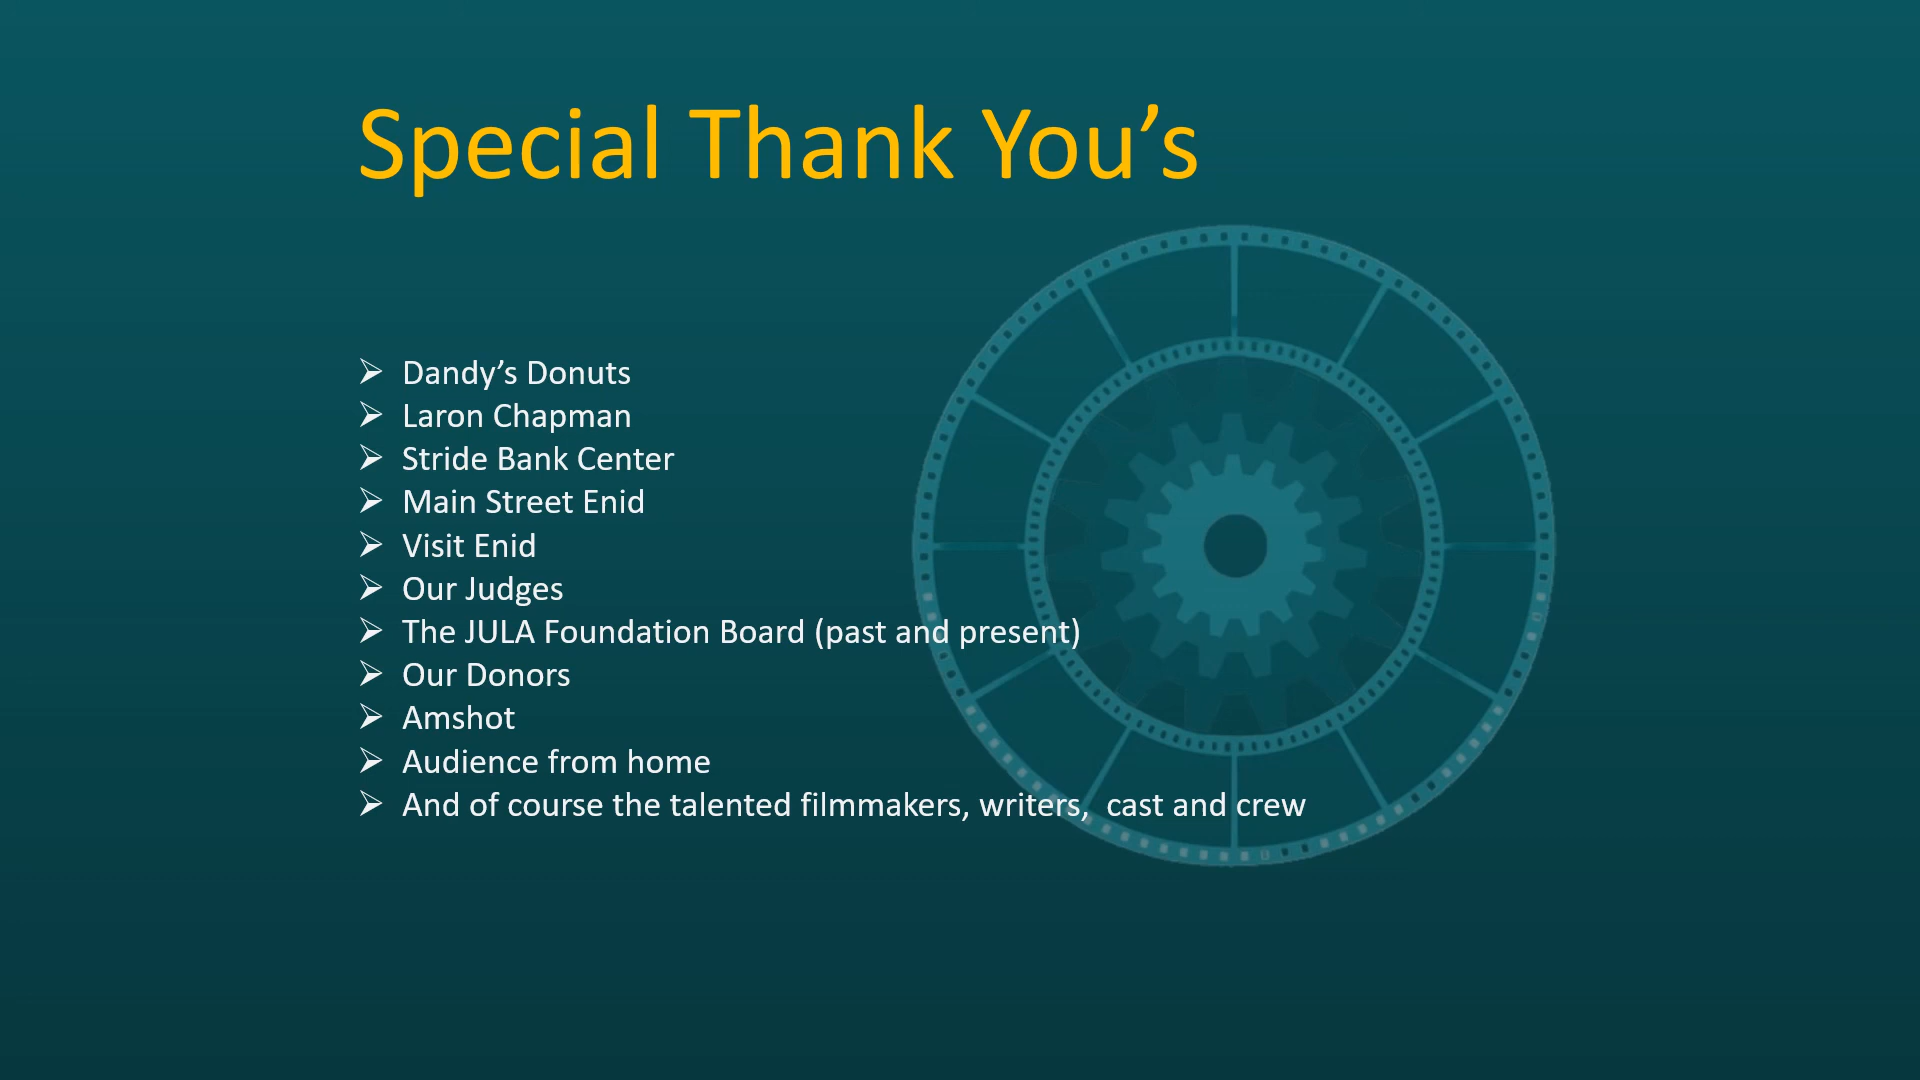 Special Thank You’s
➢ Dandy’s Donuts
➢ Laron Chapman
➢ Stride Bank Center
➢ Main Street Enid
➢ Visit Enid
➢ Our Judges
➢ The JULA Foundation Board (past and present)
➢ Our Donors
➢ Amshot
➢ Audience from home
➢ And of course the talented filmmakers, writers,  cast and crew